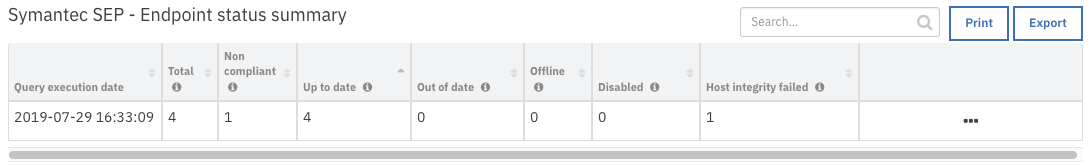 Symantec SEP - Endpoint status summary
Search...
Print
Export
Query execution date
Total
Non compliant
Up to date
Out of date
Offline
Disabled
Host integrity failed
2019-07-29 16:33:09 4 1 4 0 0 0 1